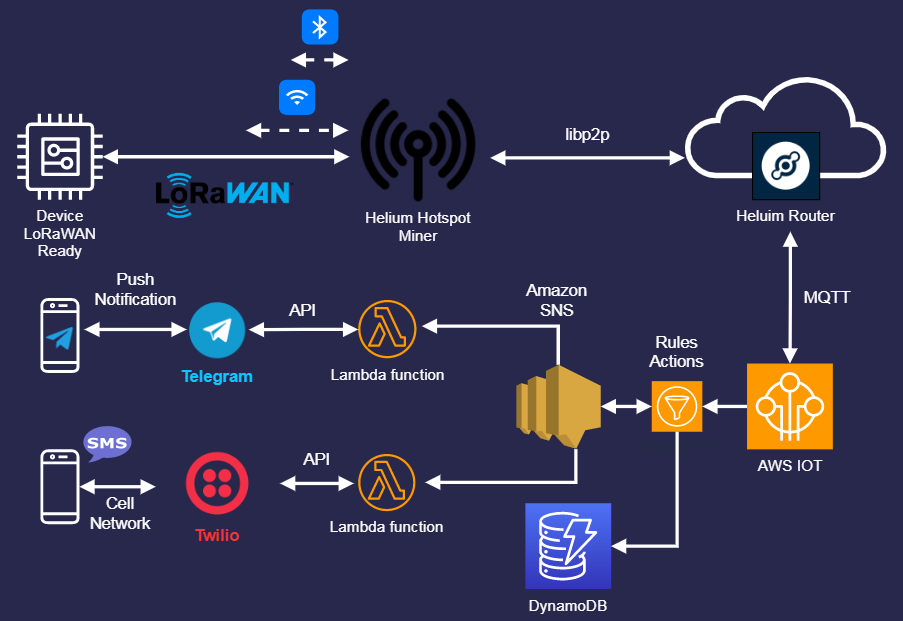 libp2p
LoRaWAN
Device
LoRaWAN
Ready
Helium Hotspot
Miner
Heluim Router
Push
Notification
API
Amazon
SNS
MQTT
Rules
Actions
Telegram
Lambda function
SMS
API
AWS IOT
Cell
Network
Twilio
Lambda function
DynamoDB